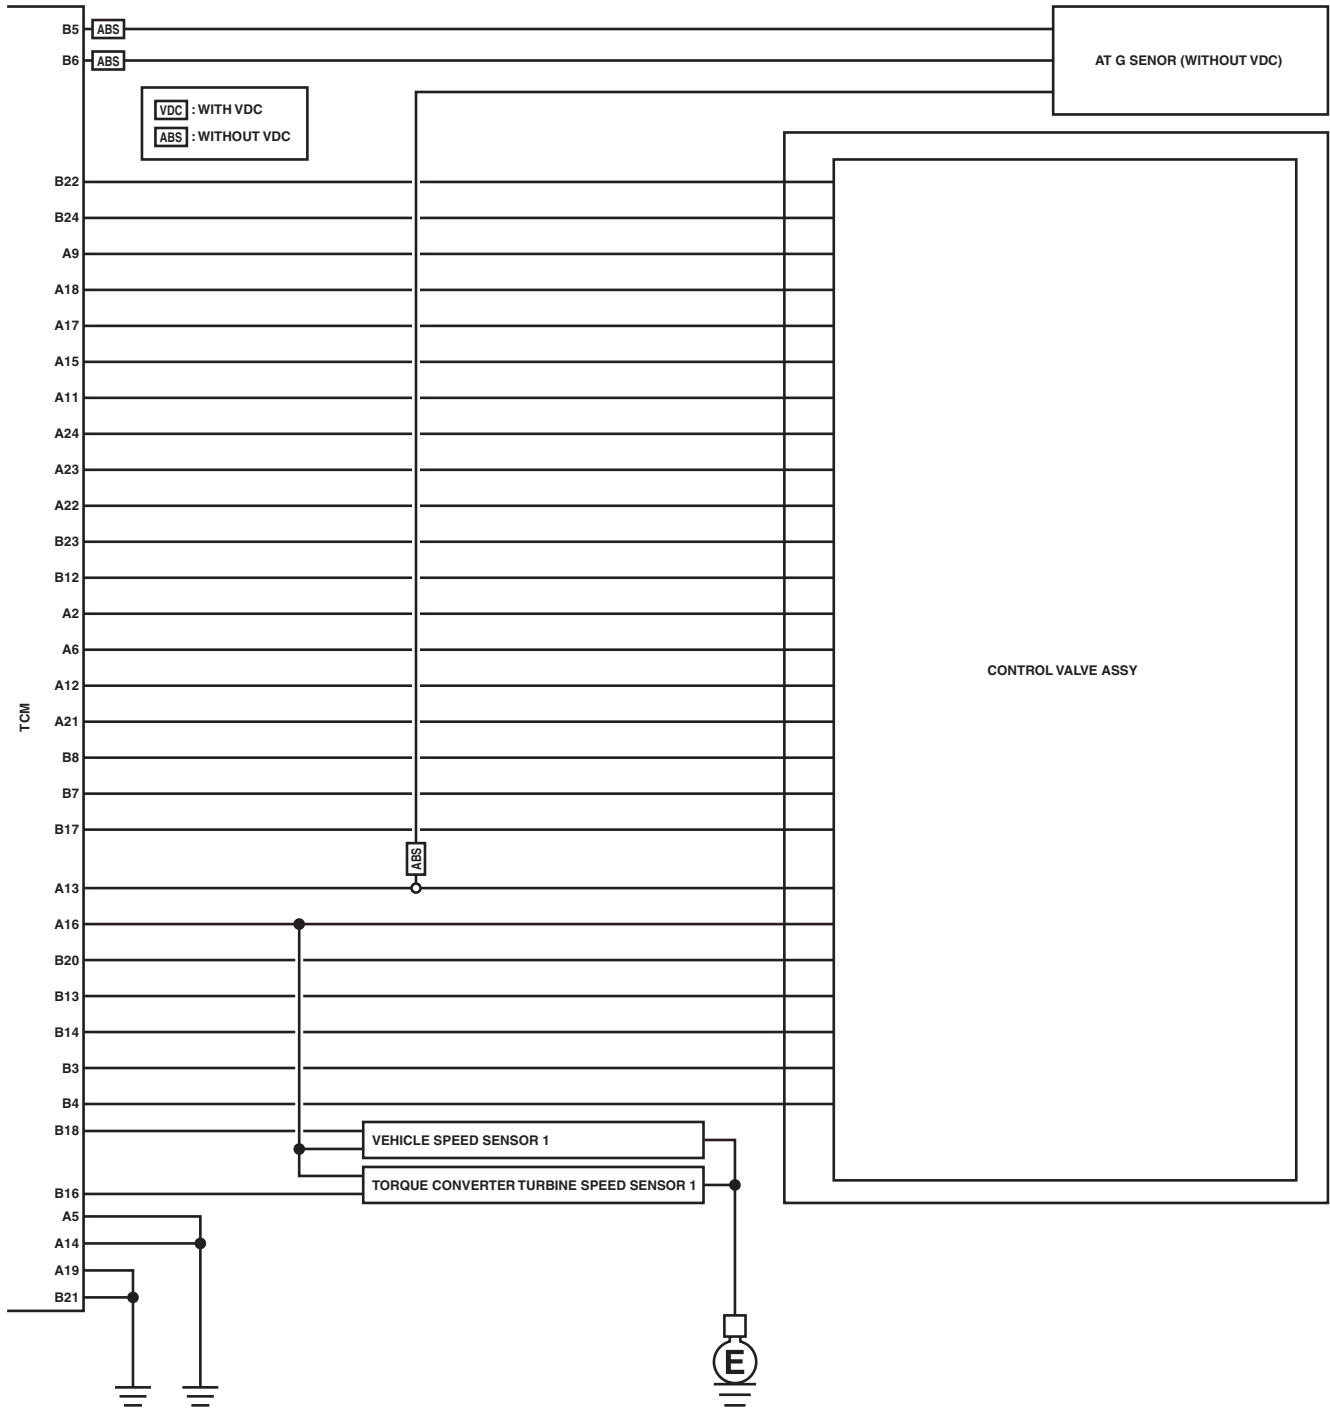 B5 ABS
B6 ABS
AT G SENOR (WITHOUT VDC)
VDC : WITH VDC
ABS : WITHOUT VDC
B22
B24
A9
A18
A17
A15
A11
A24
A23
A22
B23
B12
A2
A6
CONTROL VALVE ASSY
A12
TCM
A21
B8
B7
B17
ABS
A13
A16
B20
B13
B14
B3
B4
B18
VEHICLE SPEED SENSOR 1
TORQUE CONVERTER TURBINE SPEED SENSOR 1
B16
A5
A14
A19
B21
E